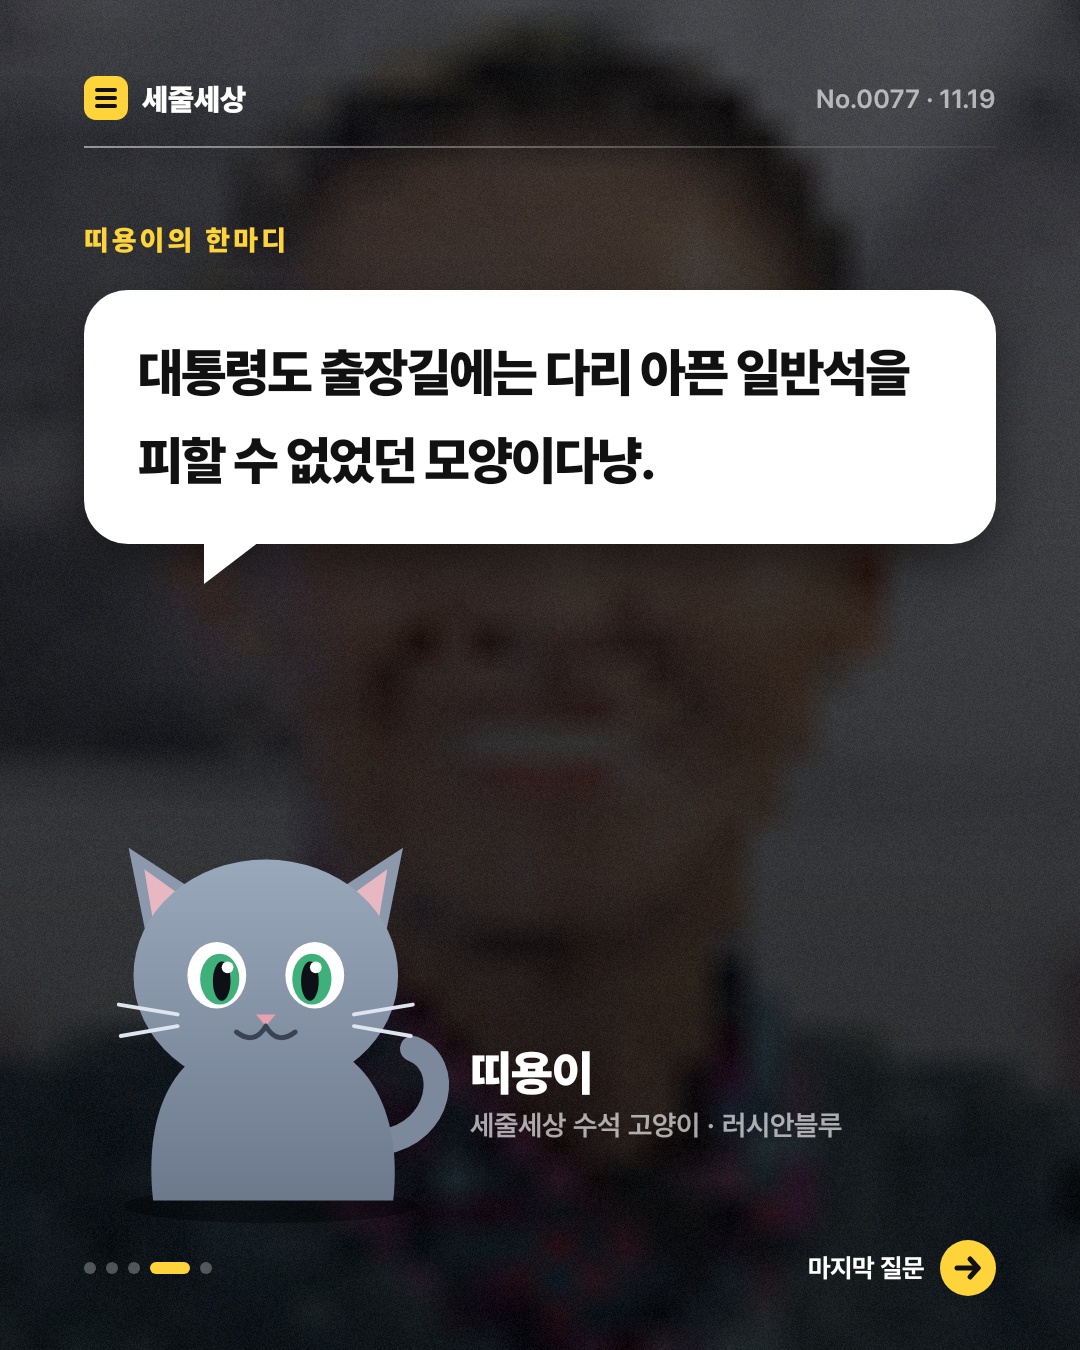 세줄세상
No.0077 · 11.19
띠용이의 한마디
대통령도 출장길에는 다리 아픈 일반석을
피할 수 없었던 모양이다냥.
띠용이
세줄세상 수석 고양이 · 러시안블루
마지막 질문